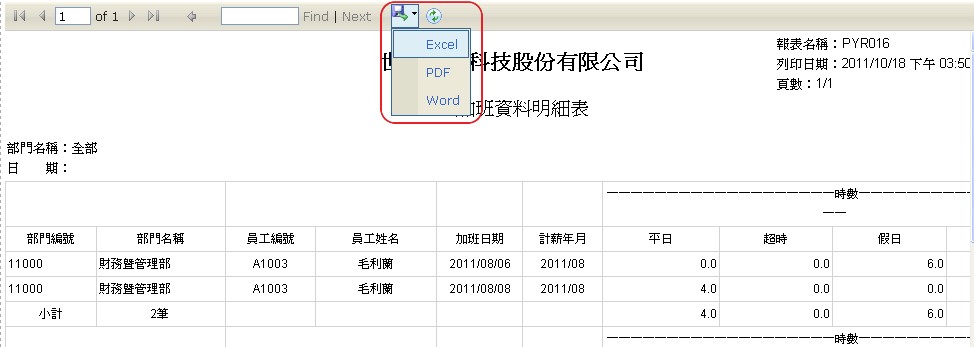 1 of 1 Find | Next
Excel
PDF
Word
報表名稱：PYR016
列印日期：2011/10/18 下午 03:50
頁數：1/1
科技股份有限公司
加班資料明細表
部門名稱：全部
日 期：
時數
部門編號 部門名稱 員工編號 員工姓名 加班日期 計薪年月 平日 超時 假日
11000 財務暨管理部 A1003 毛利蘭 2011/08/06 2011/08 0.0 0.0 6.0
11000 財務暨管理部 A1003 毛利蘭 2011/08/08 2011/08 4.0 0.0 0.0
小計 2筆 4.0 0.0 6.0
時數